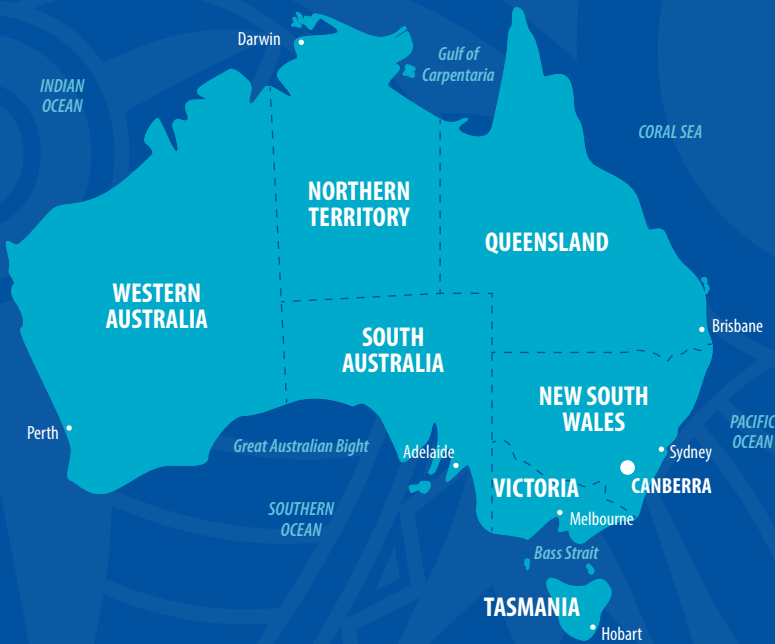 Darwin
Gulf of
Carpentaria
INDIAN
OCEAN
CORAL SEA
NORTHERN
TERRITORY
QUEENSLAND
WESTERN
AUSTRALIA
SOUTH
AUSTRALIA
Brisbane
NEW SOUTH
WALES
PACIFIC
OCEAN
Perth
Great Australian Bight
Adelaide
Sydney
VICTORIA
CANBERRA
SOUTHERN
OCEAN
Melbourne
Bass Strait
TASMANIA
Hobart